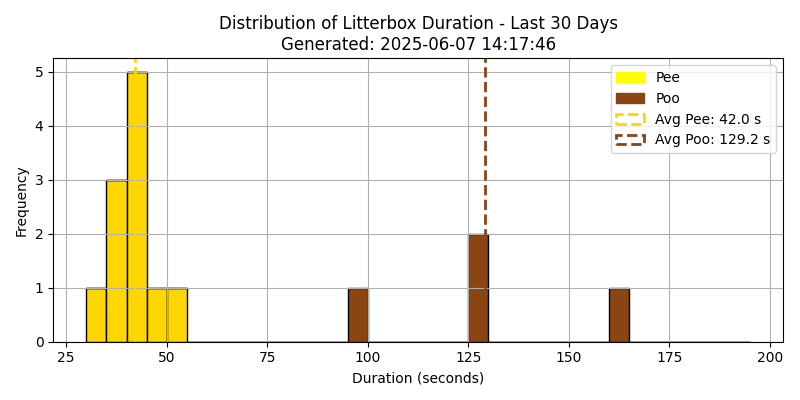 Distribution of Litterbox Duration - Last 30 Days
Generated: 2025-06-07 14:17:46
Pee
Poo
Avg Pee: 42.0 s
Avg Poo: 129.2 s
Frequency
5
4
3
2
1
0
25 50 75 100 125 150 175 200
Duration (seconds)